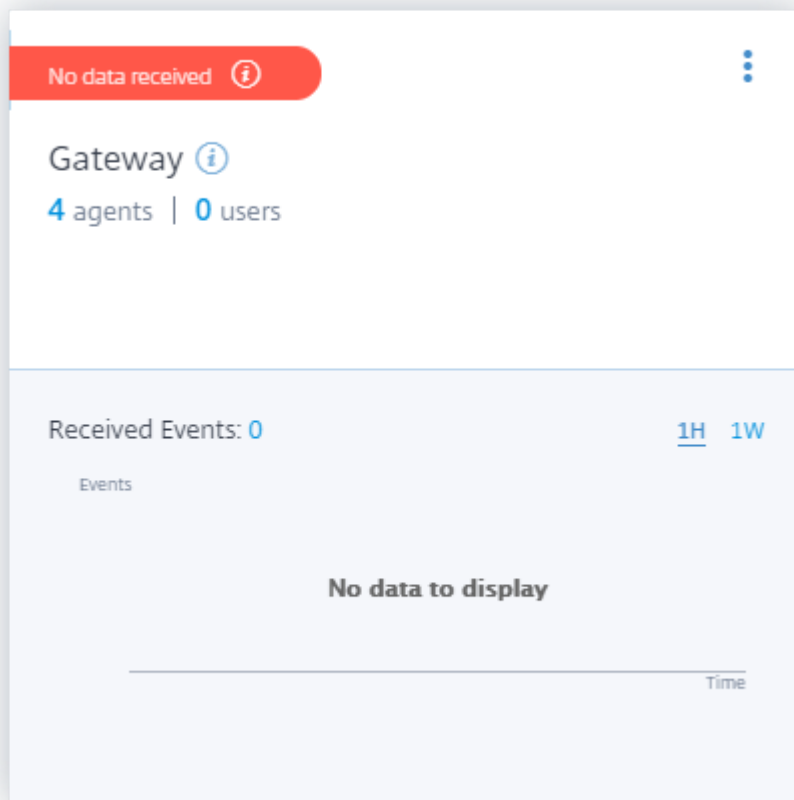 No data received
Gateway
4 agents | 0 users
Received Events: 0
1H 1W
Events
No data to display
Time